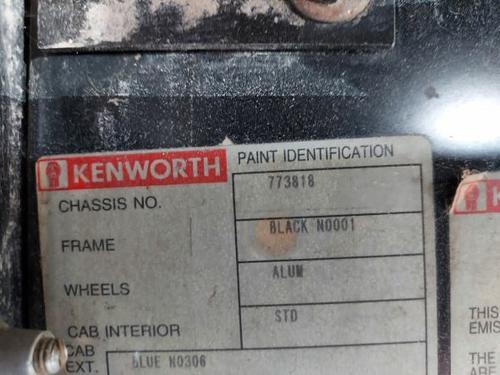 KENWORTH PAINT IDENTIFICATION
CHASSIS NO. 773818
FRAME BLACK N0001
WHEELS ALUM
CAB INTERIOR STD
CAB EXT. BLUE N0306
THIS
EMIS
THE
ARE